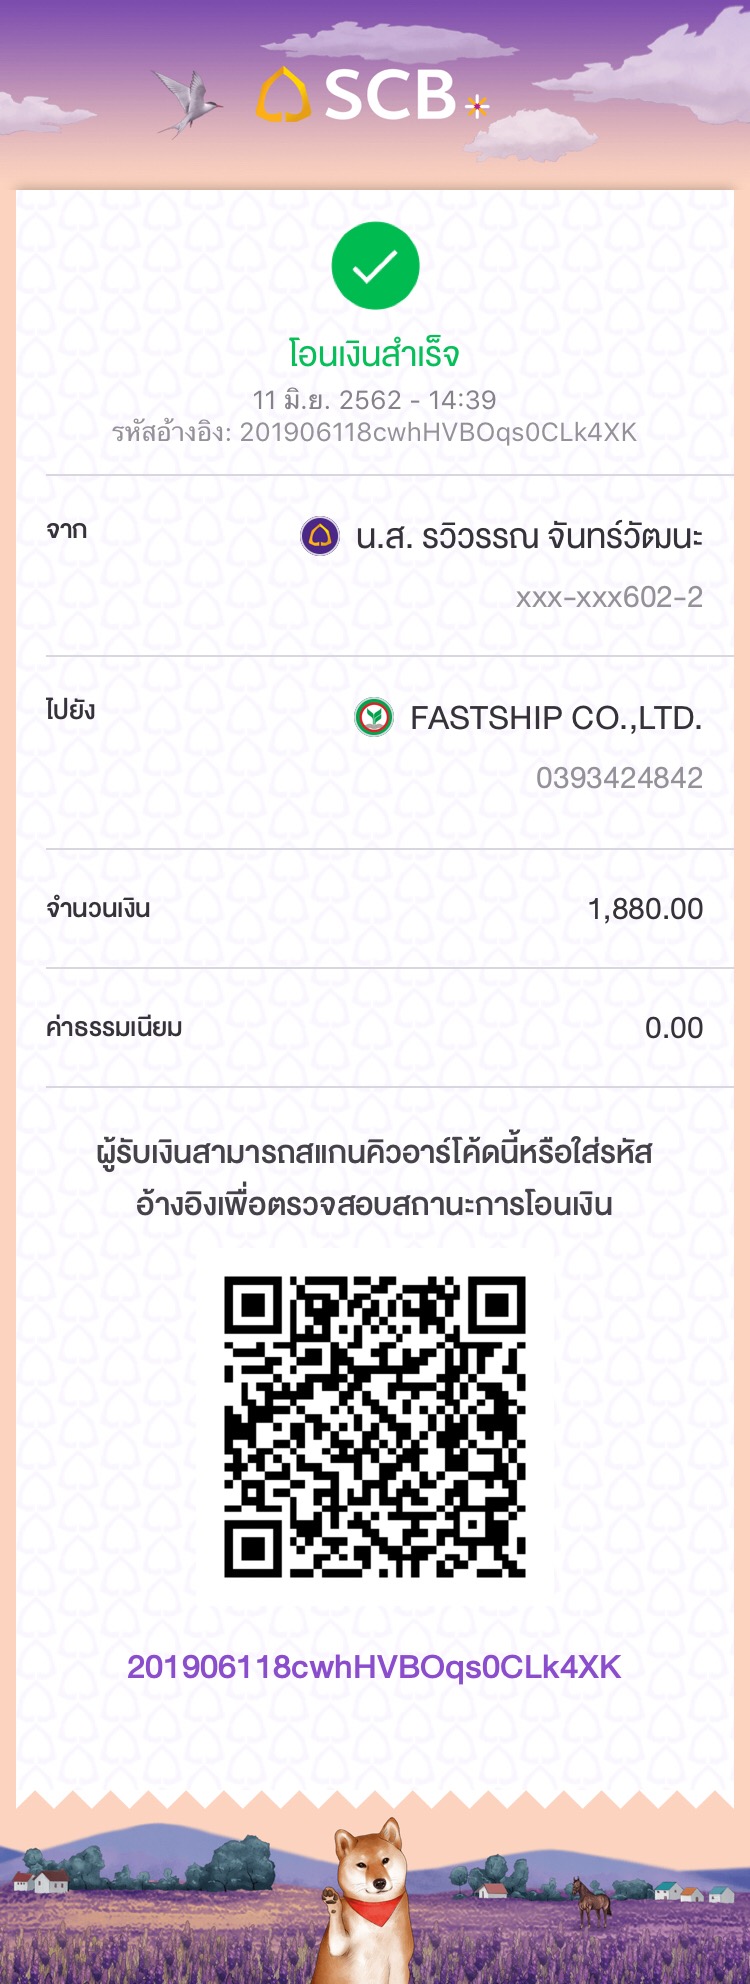 SCB
โอนเงินสำเร็จ
11 มิ.ย. 2562 - 14:39
รหัสอ้างอิง: 201906118cwhHVBOqs0CLk4XK
จาก
น.ส. รวิวรรณ จันทร์วัฒนะ
xxx-xxx602-2
ไปยัง
FASTSHIP CO.,LTD.
0393424842
จำนวนเงิน 1,880.00
ค่าธรรมเนียม 0.00
ผู้รับเงินสามารถสแกนคิวอาร์โค้ดนี้หรือใส่รหัส
อ้างอิงเพื่อตรวจสอบสถานะการโอนเงิน
201906118cwhHVBOqs0CLk4XK